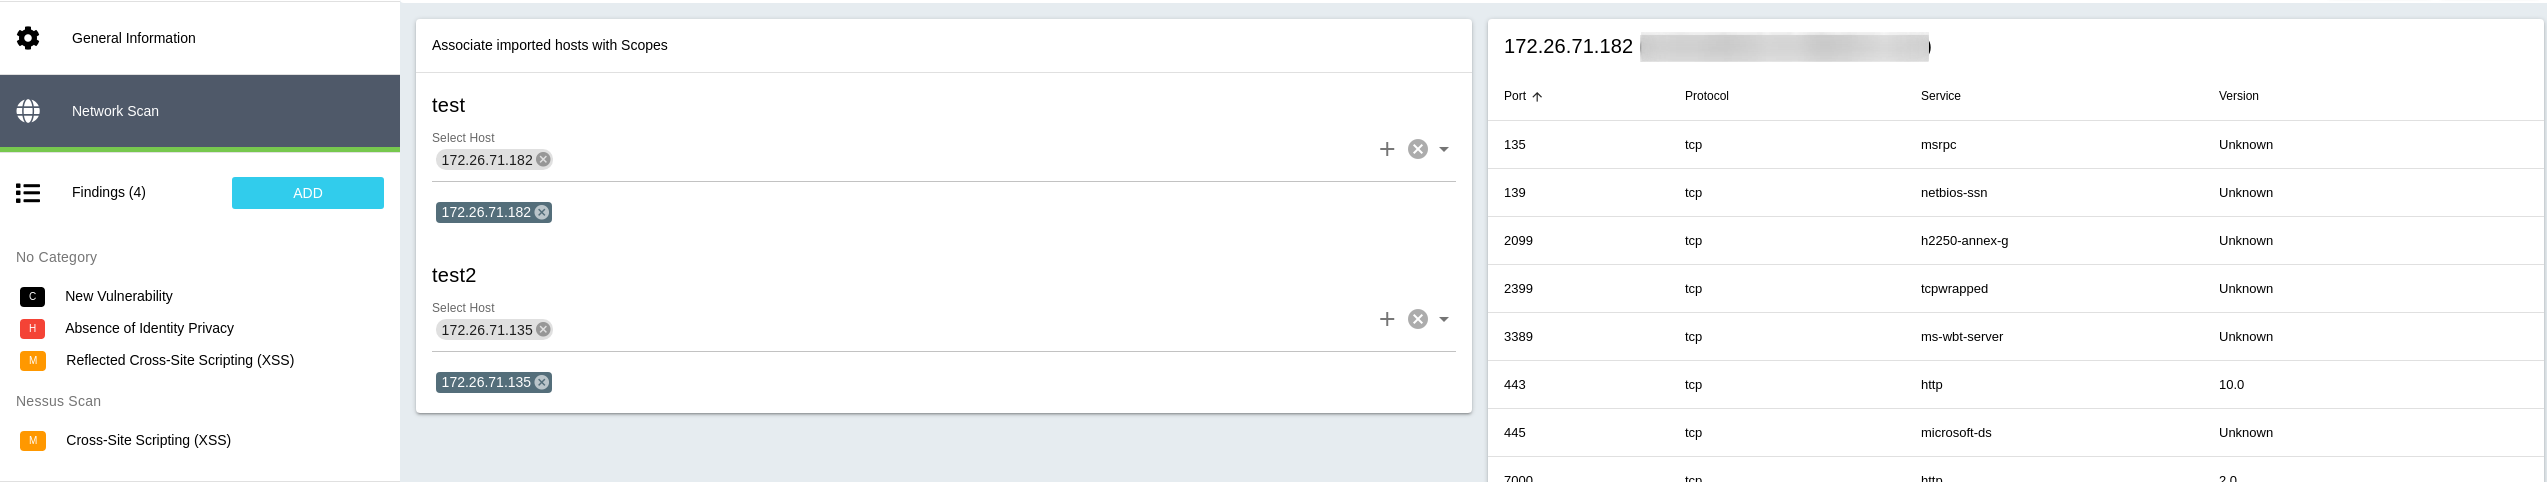 General Information
Network Scan
Findings (4)
ADD
No Category
C New Vulnerability
H Absence of Identity Privacy
M Reflected Cross-Site Scripting (XSS)
Nessus Scan
M Cross-Site Scripting (XSS)
Associate imported hosts with Scopes
test
Select Host
172.26.71.182
172.26.71.182
test2
Select Host
172.26.71.135
172.26.71.135
172.26.71.182
Port Protocol Service Version
135 tcp msrpc Unknown
139 tcp netbios-ssn Unknown
2099 tcp h2250-annex-g Unknown
2399 tcp tcpwrapped Unknown
3389 tcp ms-wbt-server Unknown
443 tcp http 10.0
445 tcp microsoft-ds Unknown
7000 tcp http 2.0